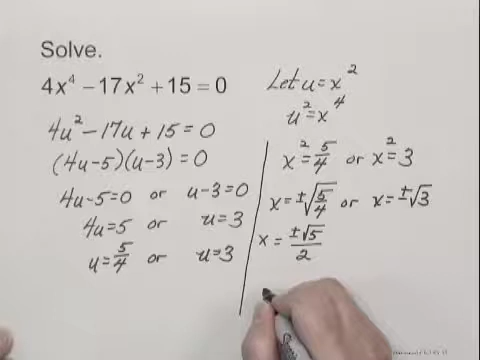 Solve.
4x⁴ − 17x² + 15 = 0
Let u = x²
u² = x⁴
4u² − 17u + 15 = 0
(4u−5)(u−3) = 0
4u−5=0 or u−3=0
4u=5 or u=3
u=5/4 or u=3
x² = 5/4 or x² = 3
x = ±√(5/4) or x = ±√3
x = ±√5/2